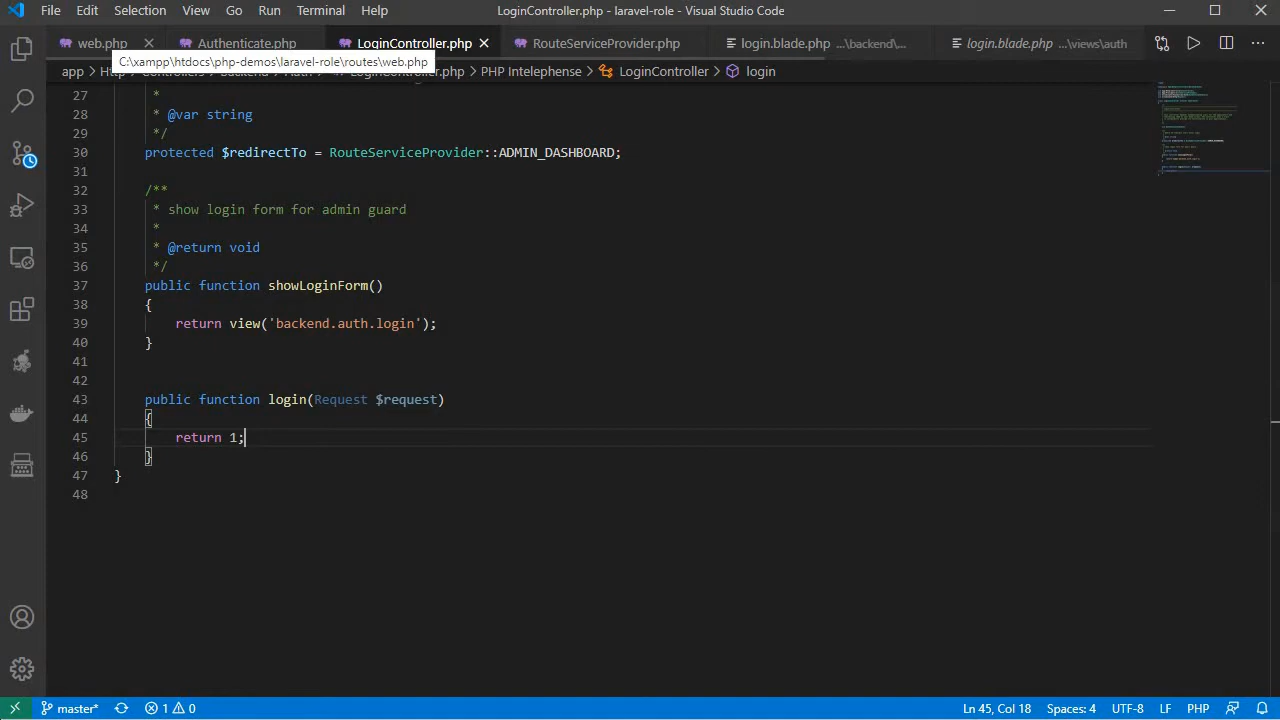 File Edit Selection View Go Run Terminal Help LoginController.php - laravel-role - Visual Studio Code
web.php Authenticate.php LoginController.php RouteServiceProvider.php login.blade.php ...\backend\... login.blade.php ...\views\auth
C:\xampp\htdocs\php-demos\laravel-role\routes\web.php
app > LoginController.php > PHP Intelephense > LoginController > login
27 *
28 * @var string
29 */
30 protected $redirectTo = RouteServiceProvider::ADMIN_DASHBOARD;
31
32 /**
33 * show login form for admin guard
34 *
35 * @return void
36 */
37 public function showLoginForm()
38 {
39 return view('backend.auth.login');
40 }
41
42
43 public function login(Request $request)
44 {
45 return 1;
46 }
47 }
48
master* 1 0 Ln 45, Col 18 Spaces: 4 UTF-8 LF PHP